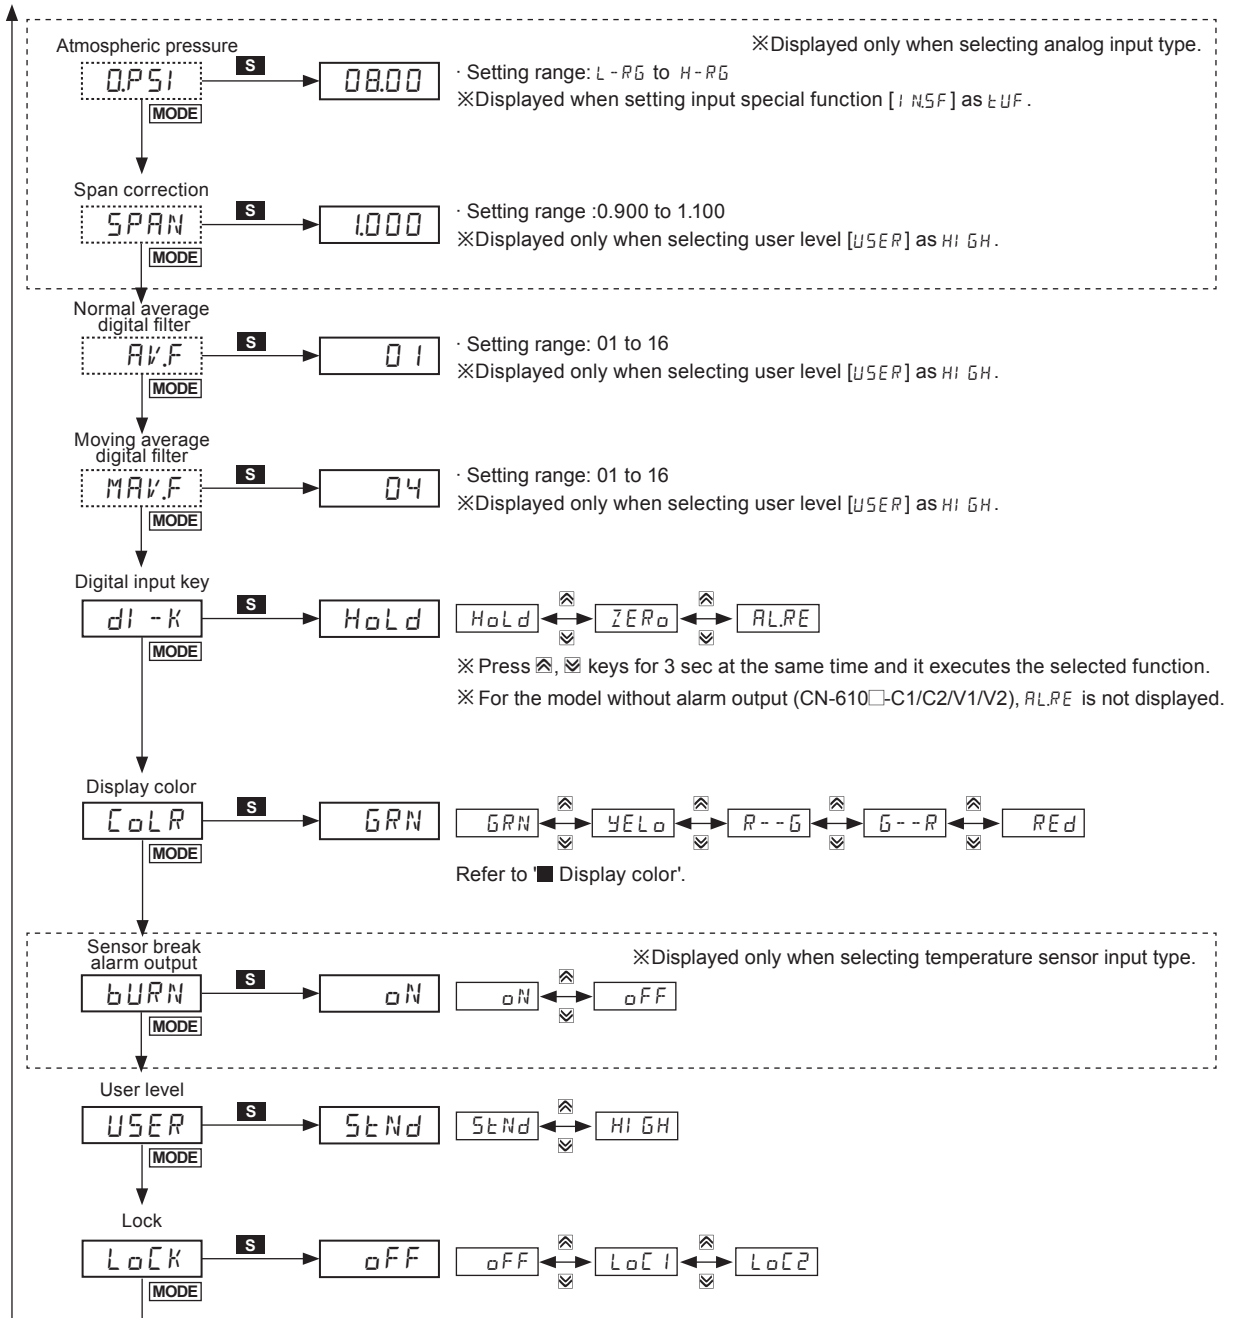 Atmospheric pressure
※Displayed only when selecting analog input type.
O.PSI
S
08.00
· Setting range: L-RG to H-RG
MODE
※Displayed when setting input special function [IN.SF] as tUF.
Span correction
SPAN
S
1.000
· Setting range :0.900 to 1.100
MODE
※Displayed only when selecting user level [USER] as HIGH.
Normal average
digital filter
AV.F
S
01
· Setting range: 01 to 16
MODE
※Displayed only when selecting user level [USER] as HIGH.
Moving average
digital filter
MAV.F
S
04
· Setting range: 01 to 16
MODE
※Displayed only when selecting user level [USER] as HIGH.
Digital input key
dI-K
S
HoLd
HoLd
ZERo
AL.RE
MODE
※ Press , keys for 3 sec at the same time and it executes the selected function.
※ For the model without alarm output (CN-610□-C1/C2/V1/V2), AL.RE is not displayed.
Display color
CoLR
S
GRN
GRN
YELo
R--G
G--R
REd
MODE
Refer to '■ Display color'.
Sensor break
alarm output
※Displayed only when selecting temperature sensor input type.
bURN
S
oN
oN
oFF
MODE
User level
USER
S
StNd
StNd
HIGH
MODE
Lock
LoCK
S
oFF
oFF
LoC1
LoC2
MODE